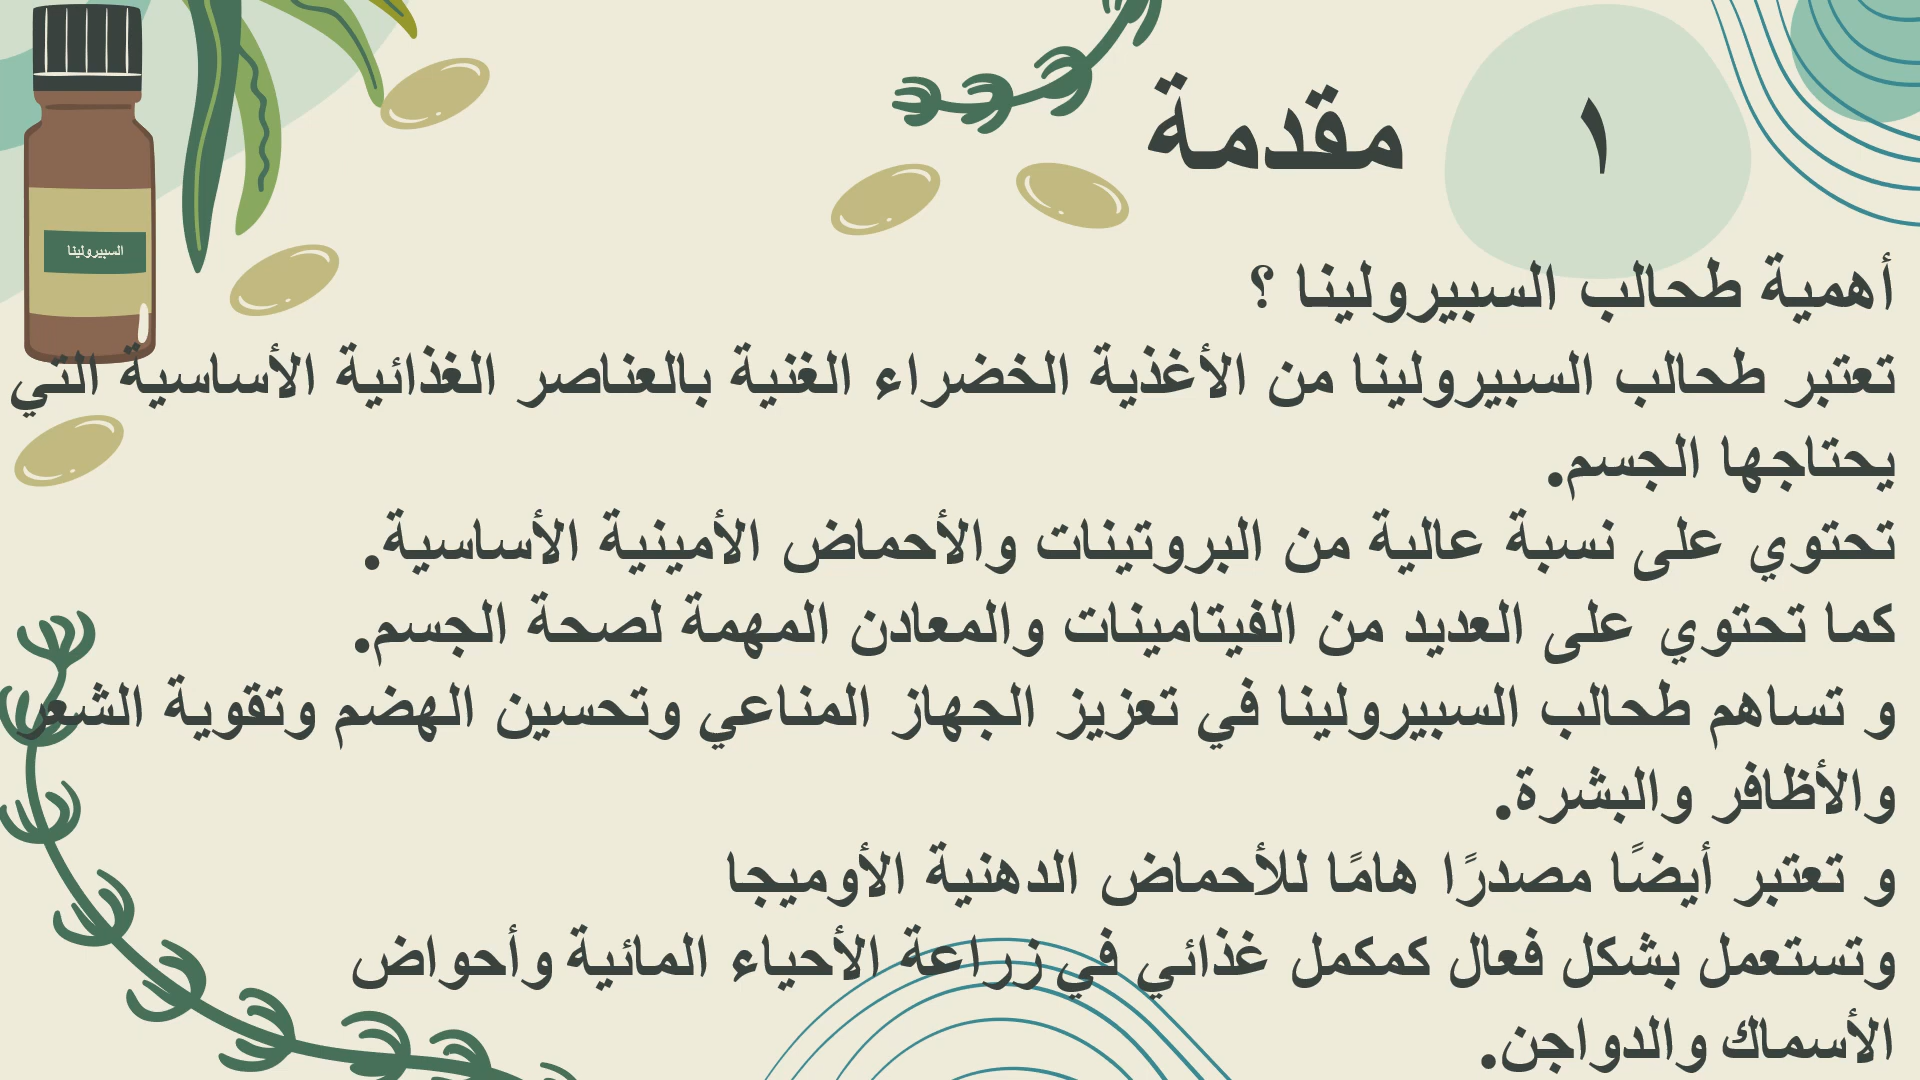 ١
مقدمة
السبيرولينا
أهمية طحالب السبيرولينا ؟
تعتبر طحالب السبيرولينا من الأغذية الخضراء الغنية بالعناصر الغذائية الأساسية التي
يحتاجها الجسم.
تحتوي على نسبة عالية من البروتينات والأحماض الأمينية الأساسية.
كما تحتوي على العديد من الفيتامينات والمعادن المهمة لصحة الجسم.
و تساهم طحالب السبيرولينا في تعزيز الجهاز المناعي وتحسين الهضم وتقوية الشعر
والأظافر والبشرة.
و تعتبر أيضًا مصدرًا هامًا للأحماض الدهنية الأوميجا
وتستعمل بشكل فعال كمكمل غذائي في زراعة الأحياء المائية وأحواض
الأسماك والدواجن.